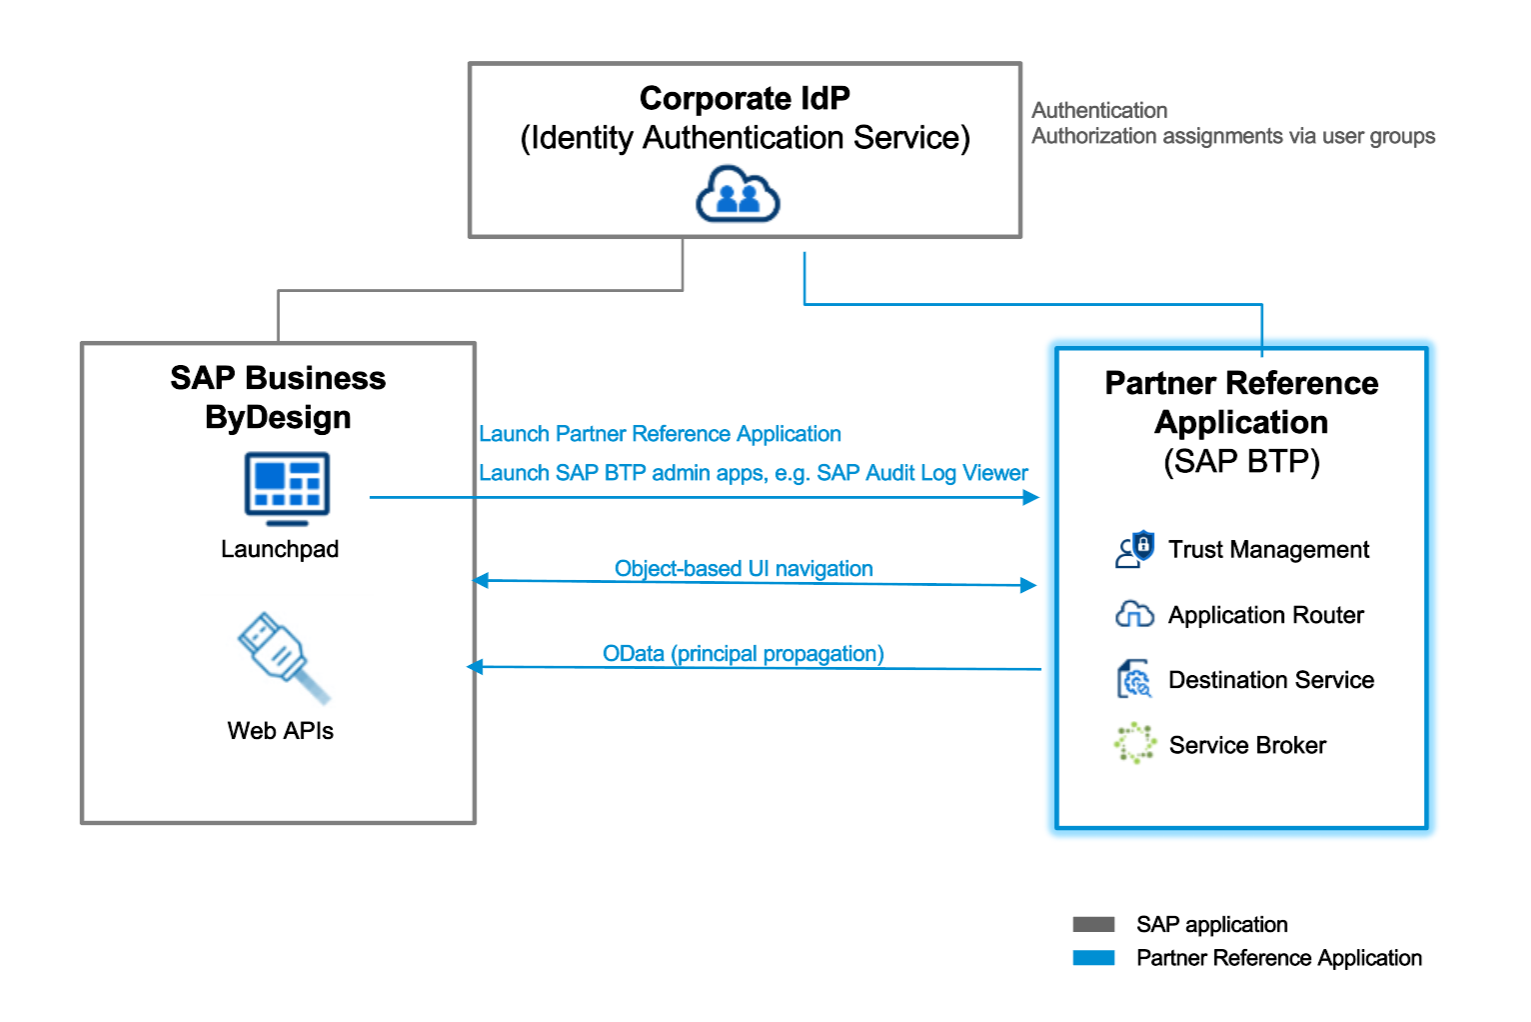 Corporate IdP
(Identity Authentication Service)
Authentication
Authorization assignments via user groups
SAP Business
ByDesign
Launchpad
Web APIs
Launch Partner Reference Application
Launch SAP BTP admin apps, e.g. SAP Audit Log Viewer
Object-based UI navigation
OData (principal propagation)
Partner Reference
Application
(SAP BTP)
Trust Management
Application Router
Destination Service
Service Broker
SAP application
Partner Reference Application